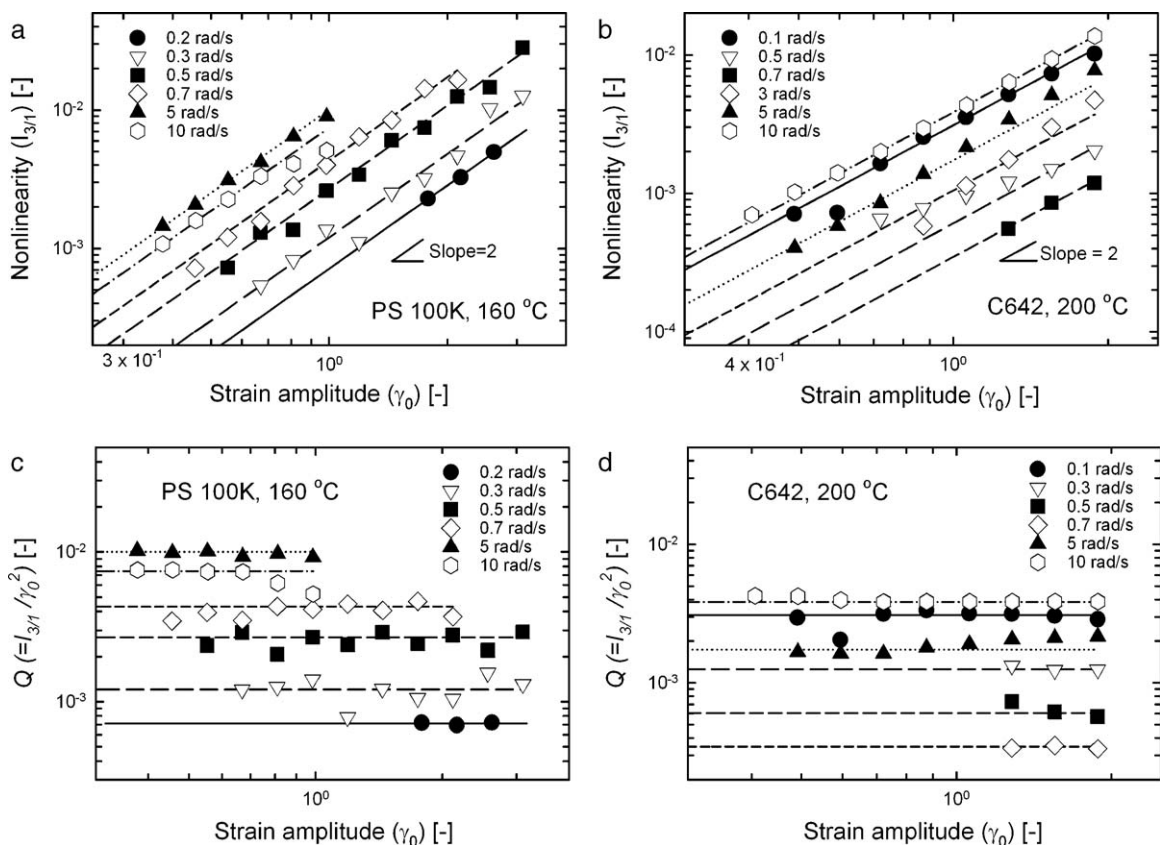 a
Nonlinearity (I3/1) [-]
10⁻²
10⁻³
0.2 rad/s
0.3 rad/s
0.5 rad/s
0.7 rad/s
5 rad/s
10 rad/s
Slope=2
PS 100K, 160 °C
3 x 10⁻¹
10⁰
Strain amplitude (γ₀) [-]
b
Nonlinearity (I3/1) [-]
10⁻²
10⁻³
10⁻⁴
0.1 rad/s
0.5 rad/s
0.7 rad/s
3 rad/s
5 rad/s
10 rad/s
Slope = 2
C642, 200 °C
4 x 10⁻¹
10⁰
Strain amplitude (γ₀) [-]
c
Q (=I3/1 /γ₀²) [-]
10⁻²
10⁻³
PS 100K, 160 °C
0.2 rad/s
0.3 rad/s
0.5 rad/s
0.7 rad/s
5 rad/s
10 rad/s
10⁰
Strain amplitude (γ₀) [-]
d
Q (=I3/1 /γ₀²) [-]
10⁻²
10⁻³
C642, 200 °C
0.1 rad/s
0.3 rad/s
0.5 rad/s
0.7 rad/s
5 rad/s
10 rad/s
10⁰
Strain amplitude (γ₀) [-]